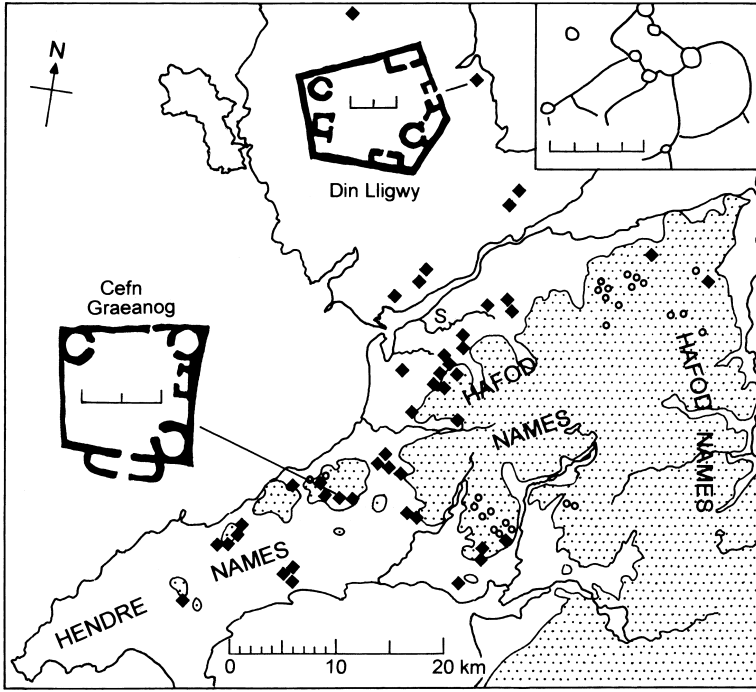 N
Din Lligwy
Cefn
Graeanog
S
HAFOD
NAMES
HAFOD
NAMES
HENDRE
NAMES
0
10
20 km